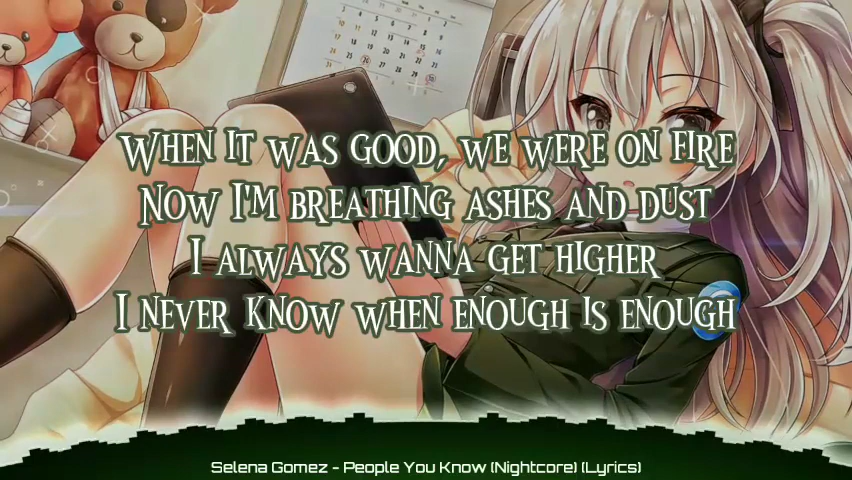 When it was good, we were on fire
Now I'm breathing ashes and dust
I always wanna get higher
I never know when enough is enough
Selena Gomez - People You Know (Nightcore) (Lyrics)